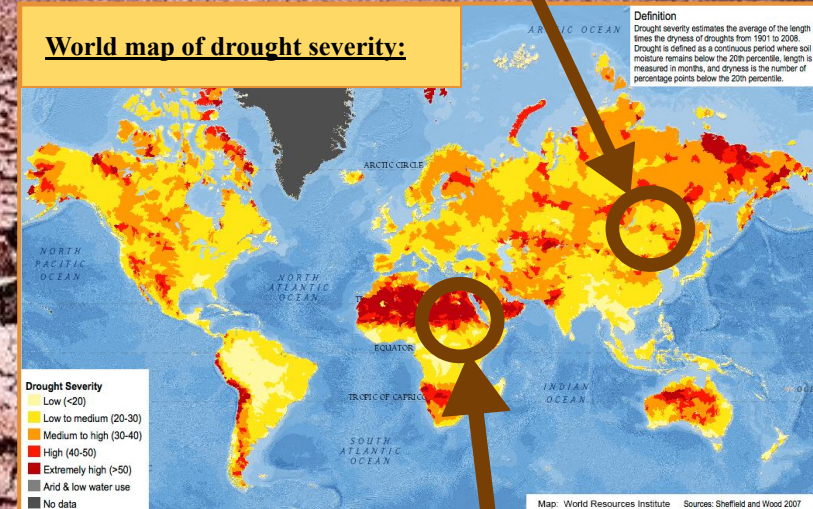 World map of drought severity:
Definition
Drought severity estimates the average of the length
times the dryness of droughts from 1901 to 2008.
Drought is defined as a continuous period where soil
moisture remains below the 20th percentile, length is
measured in months, and dryness is the number of
percentage points below the 20th percentile.
ARCTIC OCEAN
ARCTIC CIRCLE
NORTH
PACIFIC
OCEAN
NORTH
ATLANTIC
OCEAN
EQUATOR
INDIAN
OCEAN
TROPIC OF CAPRIC
SOUTH
ATLANTIC
OCEAN
Drought Severity
Low (<20)
Low to medium (20-30)
Medium to high (30-40)
High (40-50)
Extremely high (>50)
Arid & low water use
No data
Map: World Resources Institute Sources: Sheffield and Wood 2007